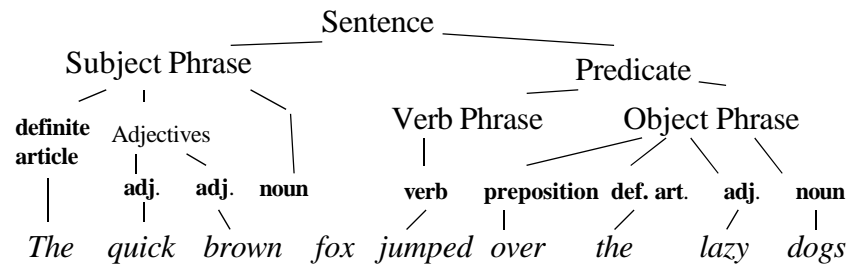 Sentence
Subject Phrase Predicate
definite article Adjectives Verb Phrase Object Phrase
adj. adj. noun verb preposition def. art. adj. noun
The quick brown fox jumped over the lazy dogs